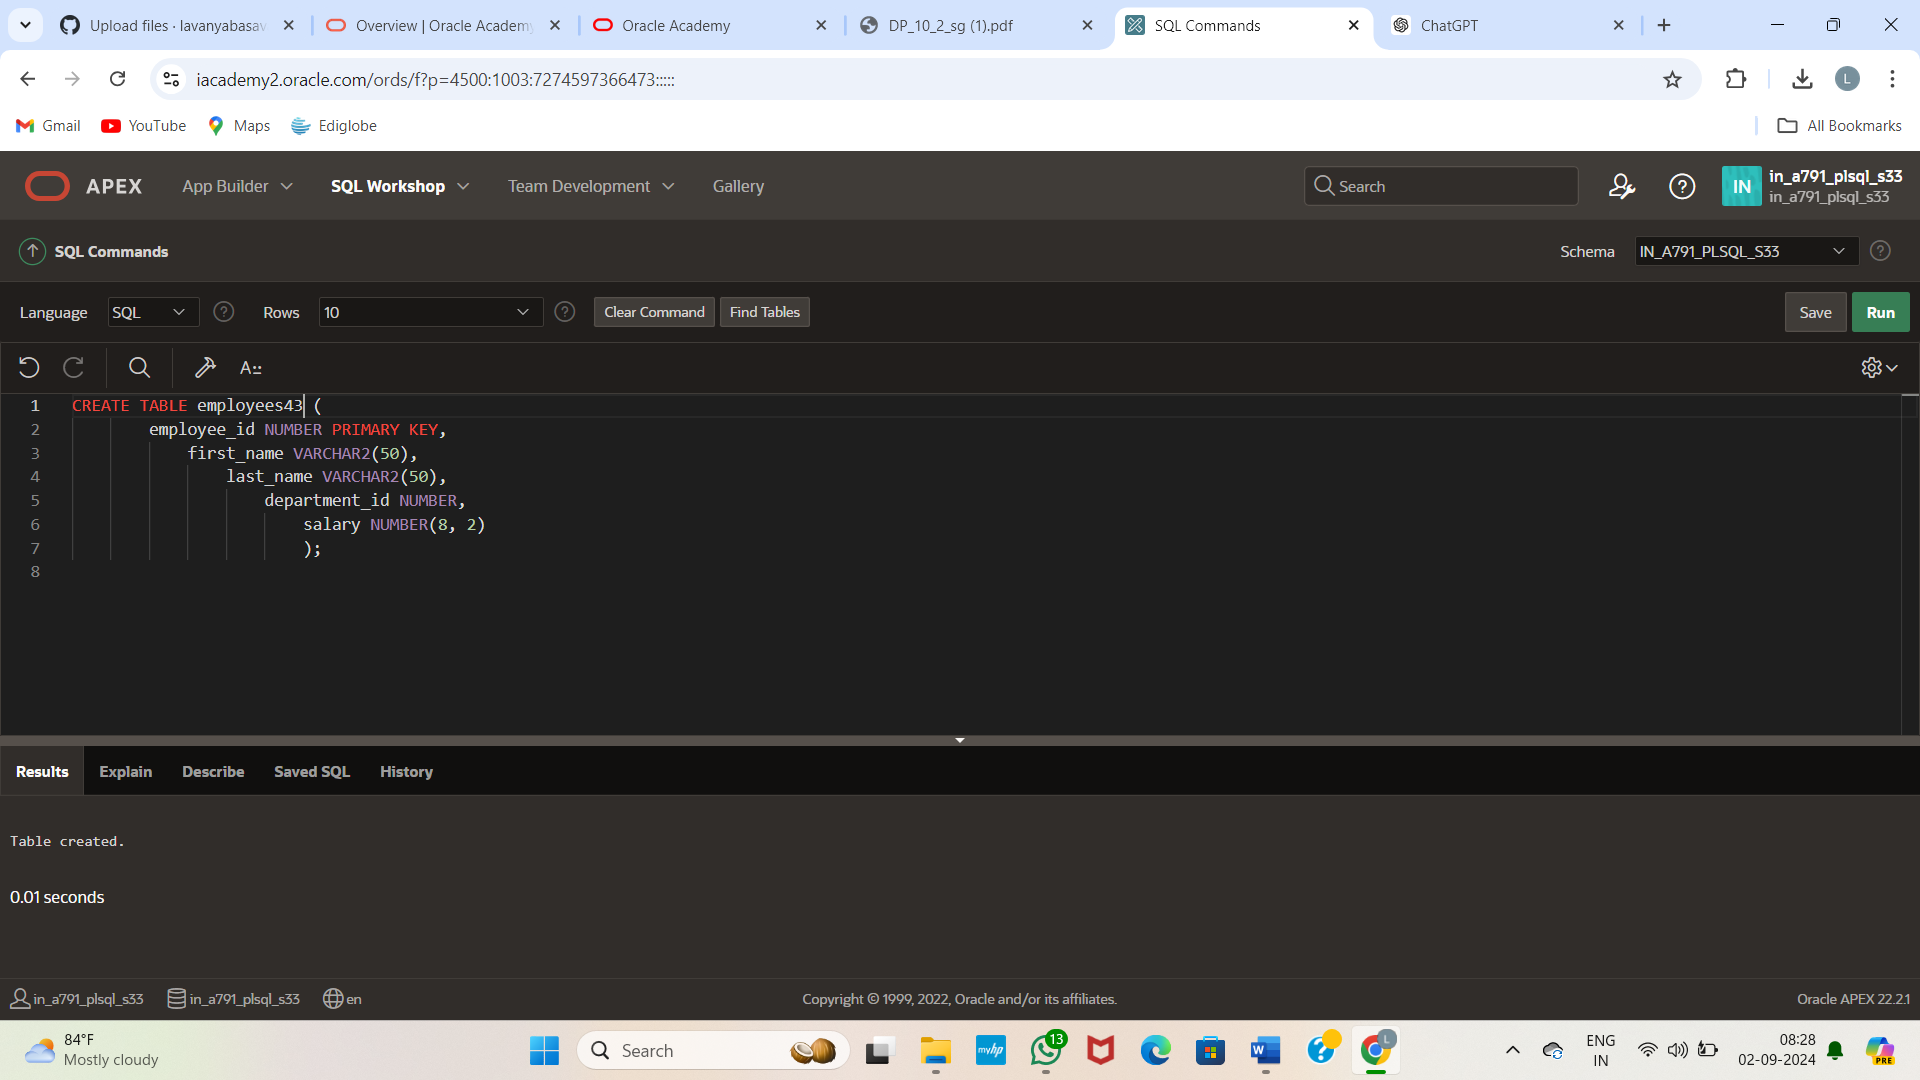 Upload files · lavanyabasav
Overview | Oracle Academy
Oracle Academy
DP_10_2_sg (1).pdf
SQL Commands
ChatGPT
iacademy2.oracle.com/ords/f?p=4500:1003:7274597366473:::::
L
Gmail
YouTube
Maps
Ediglobe
All Bookmarks
APEX
App Builder
SQL Workshop
Team Development
Gallery
Search
IN
in_a791_plsql_s33
in_a791_plsql_s33
SQL Commands
Schema
IN_A791_PLSQL_S33
Language
SQL
Rows
10
Clear Command
Find Tables
Save
Run
A::
1 CREATE TABLE employees43 (
2 employee_id NUMBER PRIMARY KEY,
3 first_name VARCHAR2(50),
4 last_name VARCHAR2(50),
5 department_id NUMBER,
6 salary NUMBER(8, 2)
7 );
8
Results
Explain
Describe
Saved SQL
History
Table created.
0.01 seconds
in_a791_plsql_s33
in_a791_plsql_s33
en
Copyright © 1999, 2022, Oracle and/or its affiliates.
Oracle APEX 22.2.1
84°F
Mostly cloudy
Search
myhp
13
W
L
ENG
IN
08:28
02-09-2024
PRE